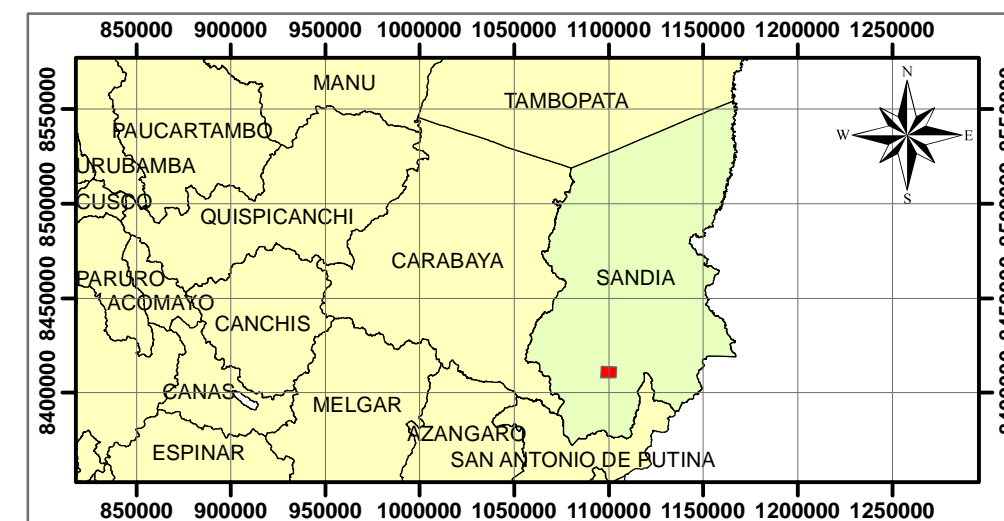 850000 900000 950000 1000000 1050000 1100000 1150000 1200000 1250000
MANU
TAMBOPATA
N
W E
S
PAUCARTAMBO
URUBAMBA
CUSCO
QUISPICANCHI
CARABAYA
SANDIA
PARURO
ACOMAYO
CANCHIS
CANAS
MELGAR
AZANGARO
ESPINAR
SAN ANTONIO DE PUTINA
8550000
8500000
8450000
8400000
850000 900000 950000 1000000 1050000 1100000 1150000 1200000 1250000